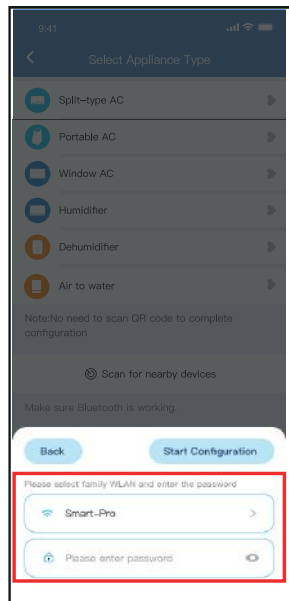 9:41
Select Appliance Type
Split-type AC
Portable AC
Window AC
Humidifier
Dehumidifier
Air to water
Note:No need to scan QR code to complete
configuration
Scan for nearby devices
Make sure Bluetooth is working.
Back
Start Configuration
Please select family WLAN and enter the password
Smart-Pro
Please enter password